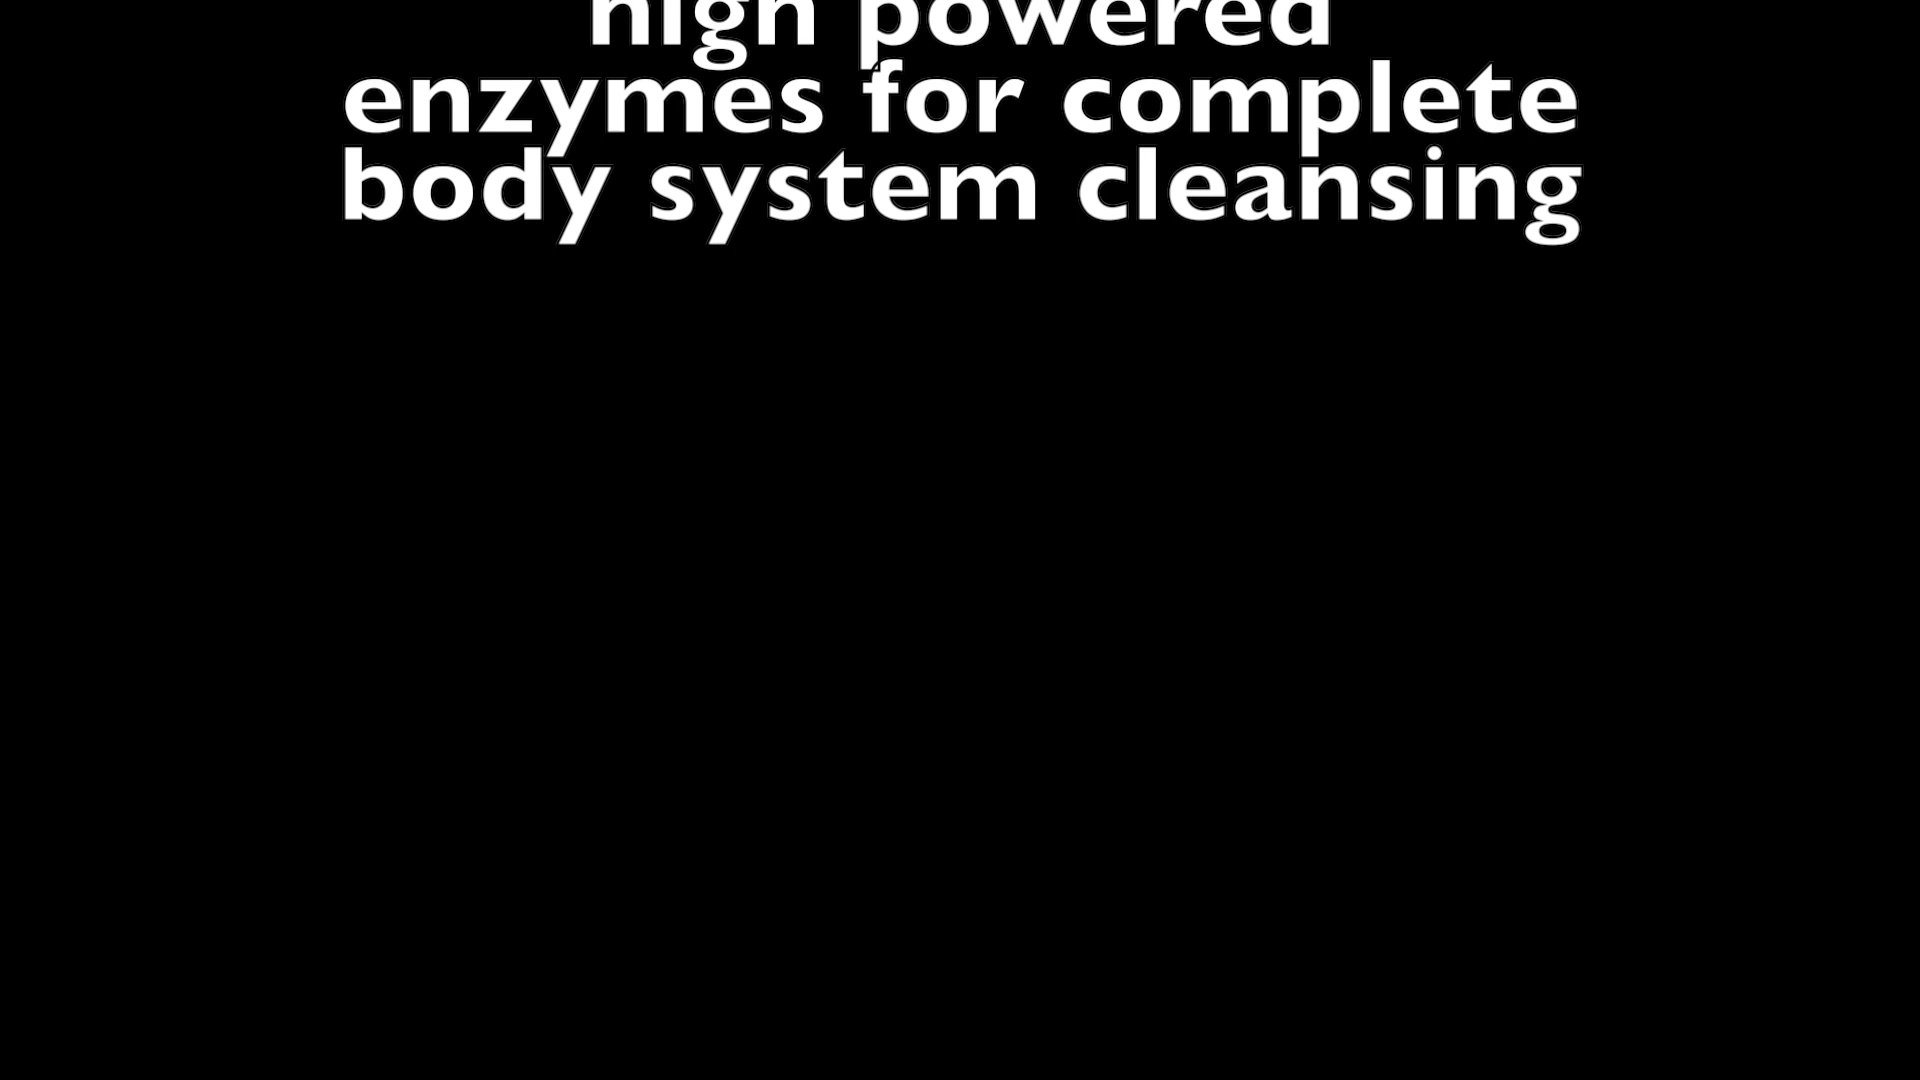 high powered
enzymes for complete
body system cleansing